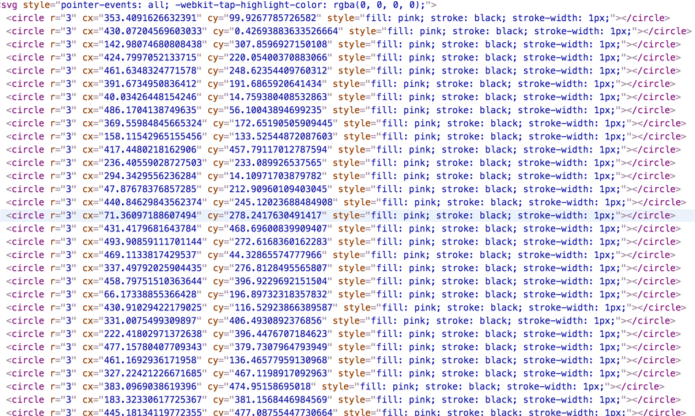 svg style="pointer-events: all; -webkit-tap-highlight-color: rgba(0, 0, 0, 0);">
<circle r="3" cx="353.4091626632391" cy="99.9267785726582" style="fill: pink; stroke: black; stroke-width: 1px;"></circle>
<circle r="3" cx="430.07204569603033" cy="0.42693883633526664" style="fill: pink; stroke: black; stroke-width: 1px;"></circle>
<circle r="3" cx="142.98074680808438" cy="307.8596927150108" style="fill: pink; stroke: black; stroke-width: 1px;"></circle>
<circle r="3" cx="424.7997052133715" cy="220.05400370883066" style="fill: pink; stroke: black; stroke-width: 1px;"></circle>
<circle r="3" cx="461.6348324771578" cy="248.62354409760312" style="fill: pink; stroke: black; stroke-width: 1px;"></circle>
<circle r="3" cx="391.6734950836412" cy="191.6865920641434" style="fill: pink; stroke: black; stroke-width: 1px;"></circle>
<circle r="3" cx="40.03426448154246" cy="14.759380408532863" style="fill: pink; stroke: black; stroke-width: 1px;"></circle>
<circle r="3" cx="486.1704138749635" cy="56.10043894699235" style="fill: pink; stroke: black; stroke-width: 1px;"></circle>
<circle r="3" cx="369.55984845665324" cy="172.65190505909445" style="fill: pink; stroke: black; stroke-width: 1px;"></circle>
<circle r="3" cx="158.11542965155456" cy="133.52544872087603" style="fill: pink; stroke: black; stroke-width: 1px;"></circle>
<circle r="3" cx="417.4480218162906" cy="457.79117012787594" style="fill: pink; stroke: black; stroke-width: 1px;"></circle>
<circle r="3" cx="236.40559028727503" cy="233.089926537565" style="fill: pink; stroke: black; stroke-width: 1px;"></circle>
<circle r="3" cx="294.3429556236284" cy="14.10971703879782" style="fill: pink; stroke: black; stroke-width: 1px;"></circle>
<circle r="3" cx="47.87678376857285" cy="212.90960109403045" style="fill: pink; stroke: black; stroke-width: 1px;"></circle>
<circle r="3" cx="440.84629843562374" cy="245.12023688484908" style="fill: pink; stroke: black; stroke-width: 1px;"></circle>
<circle r="3" cx="71.36097188607494" cy="278.2417630491417" style="fill: pink; stroke: black; stroke-width: 1px;"></circle>
<circle r="3" cx="431.4179681643784" cy="468.69600839909407" style="fill: pink; stroke: black; stroke-width: 1px;"></circle>
<circle r="3" cx="493.90859111701144" cy="272.6168360162283" style="fill: pink; stroke: black; stroke-width: 1px;"></circle>
<circle r="3" cx="469.1133817429537" cy="44.32865574777966" style="fill: pink; stroke: black; stroke-width: 1px;"></circle>
<circle r="3" cx="337.49792025904435" cy="276.8128495565807" style="fill: pink; stroke: black; stroke-width: 1px;"></circle>
<circle r="3" cx="458.79751510363644" cy="396.9229692151504" style="fill: pink; stroke: black; stroke-width: 1px;"></circle>
<circle r="3" cx="66.17338855366428" cy="196.89732318357832" style="fill: pink; stroke: black; stroke-width: 1px;"></circle>
<circle r="3" cx="430.91029422179025" cy="116.52923866389587" style="fill: pink; stroke: black; stroke-width: 1px;"></circle>
<circle r="3" cx="331.0075499309897" cy="406.4930892376856" style="fill: pink; stroke: black; stroke-width: 1px;"></circle>
<circle r="3" cx="222.41802971372638" cy="396.4476707184623" style="fill: pink; stroke: black; stroke-width: 1px;"></circle>
<circle r="3" cx="477.15780407709343" cy="379.7307964793949" style="fill: pink; stroke: black; stroke-width: 1px;"></circle>
<circle r="3" cx="461.1692936171958" cy="136.46577959130968" style="fill: pink; stroke: black; stroke-width: 1px;"></circle>
<circle r="3" cx="327.22421226671685" cy="467.1198917092963" style="fill: pink; stroke: black; stroke-width: 1px;"></circle>
<circle r="3" cx="383.0969038619396" cy="474.95158695018" style="fill: pink; stroke: black; stroke-width: 1px;"></circle>
<circle r="3" cx="183.32330617725367" cy="381.1568446984569" style="fill: pink; stroke: black; stroke-width: 1px;"></circle>
<circle r="3" cx="445.18134119772355" cy="477.08755447730664" style="fill: pink; stroke: black; stroke-width: 1px;"></circle>